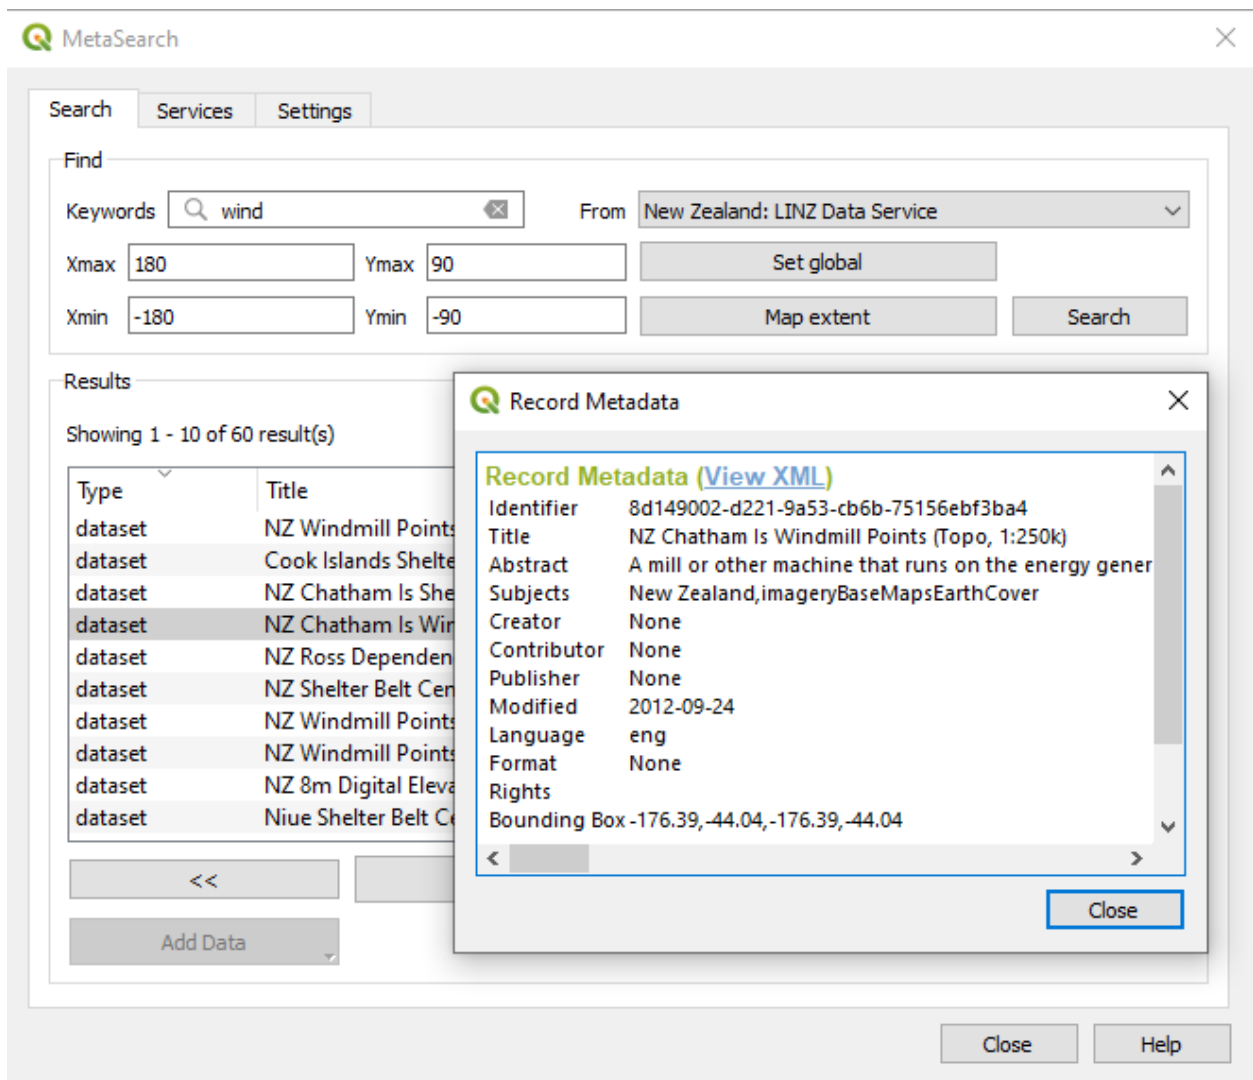 MetaSearch
Search Services Settings
Find
Keywords wind From New Zealand: LINZ Data Service
Xmax 180 Ymax 90 Set global
Xmin -180 Ymin -90 Map extent Search
Results
Showing 1 - 10 of 60 result(s)
Type Title
dataset NZ Windmill Points
dataset Cook Islands Shelte
dataset NZ Chatham Is She
dataset NZ Chatham Is Wir
dataset NZ Ross Dependen
dataset NZ Shelter Belt Cen
dataset NZ Windmill Points
dataset NZ Windmill Points
dataset NZ 8m Digital Eleva
dataset Niue Shelter Belt Ce
<<
Add Data
Record Metadata
Record Metadata (View XML)
Identifier 8d149002-d221-9a53-cb6b-75156ebf3ba4
Title NZ Chatham Is Windmill Points (Topo, 1:250k)
Abstract A mill or other machine that runs on the energy gener
Subjects New Zealand,imageryBaseMapsEarthCover
Creator None
Contributor None
Publisher None
Modified 2012-09-24
Language eng
Format None
Rights
Bounding Box -176.39,-44.04,-176.39,-44.04
Close
Close Help